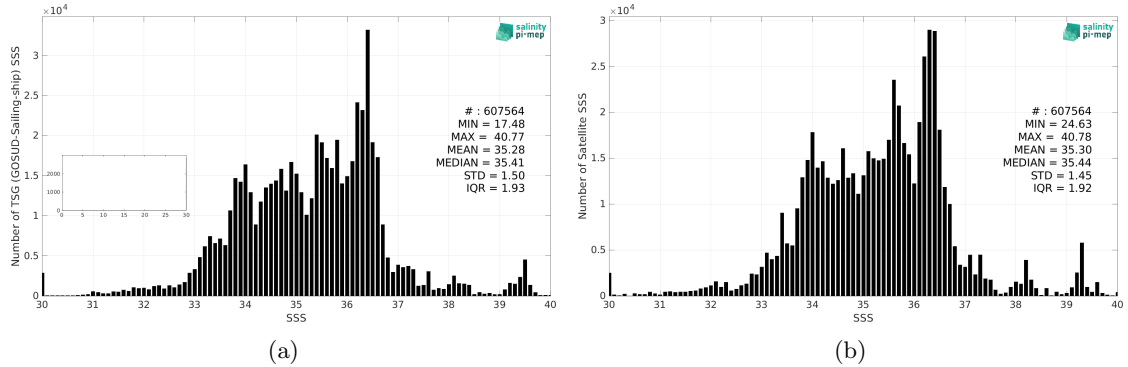 ×10⁴
3
2.5
2
1.5
1
0.5
0
Number of TSG (GOSUD-Sailing-ship) SSS
salinity
pi-mep
# : 607564
MIN = 17.48
MAX = 40.77
MEAN = 35.28
MEDIAN = 35.41
STD = 1.50
IQR = 1.93
2000
1000
0
0 5 10 15 20 25 30
30 31 32 33 34 35 36 37 38 39 40
SSS
(a)
×10⁴
3
2.5
2
1.5
1
0.5
0
Number of Satellite SSS
salinity
pi-mep
# : 607564
MIN = 24.63
MAX = 40.78
MEAN = 35.30
MEDIAN = 35.44
STD = 1.45
IQR = 1.92
30 31 32 33 34 35 36 37 38 39 40
SSS
(b)